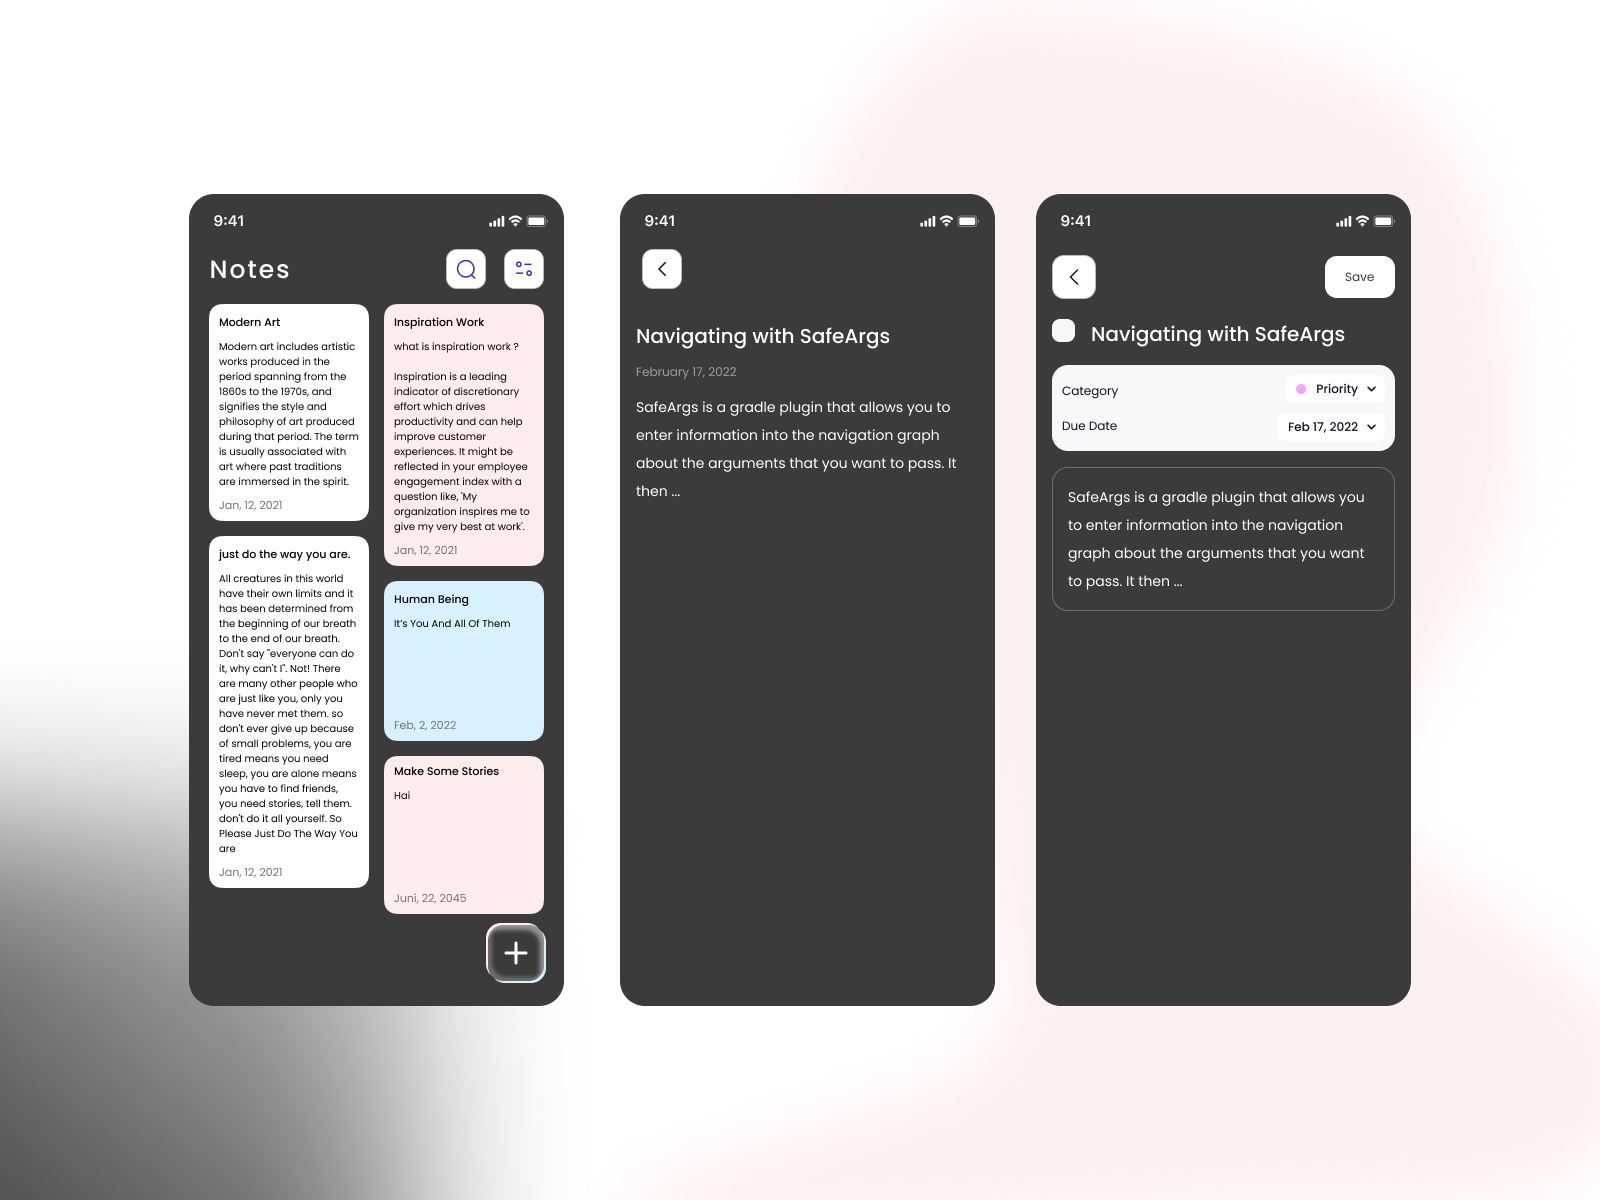 9:41
Notes
Modern Art
Modern art includes artistic
works produced in the
period spanning from the
1860s to the 1970s, and
signifies the style and
philosophy of art produced
during that period. The term
is usually associated with
art where past traditions
are immersed in the spirit.
Jan, 12, 2021
just do the way you are.
All creatures in this world
have their own limits and it
has been determined from
the beginning of our breath
to the end of our breath.
Don't say "everyone can do
it, why can't I". Not! There
are many other people who
are just like you, only you
have never met them. so
don't ever give up because
of small problems, you are
tired means you need
sleep, you are alone means
you have to find friends,
you need stories, tell them.
don't do it all yourself. So
Please Just Do The Way You
are
Jan, 12, 2021
Inspiration Work
what is inspiration work ?
Inspiration is a leading
indicator of discretionary
effort which drives
productivity and can help
improve customer
experiences. It might be
reflected in your employee
engagement index with a
question like, 'My
organization inspires me to
give my very best at work'.
Jan, 12, 2021
Human Being
It's You And All Of Them
Feb, 2, 2022
Make Some Stories
Hai
Juni, 22, 2045
9:41
Navigating with SafeArgs
February 17, 2022
SafeArgs is a gradle plugin that allows you to
enter information into the navigation graph
about the arguments that you want to pass. It
then ...
9:41
Save
Navigating with SafeArgs
Category
Priority
Due Date
Feb 17, 2022
SafeArgs is a gradle plugin that allows you
to enter information into the navigation
graph about the arguments that you want
to pass. It then ...